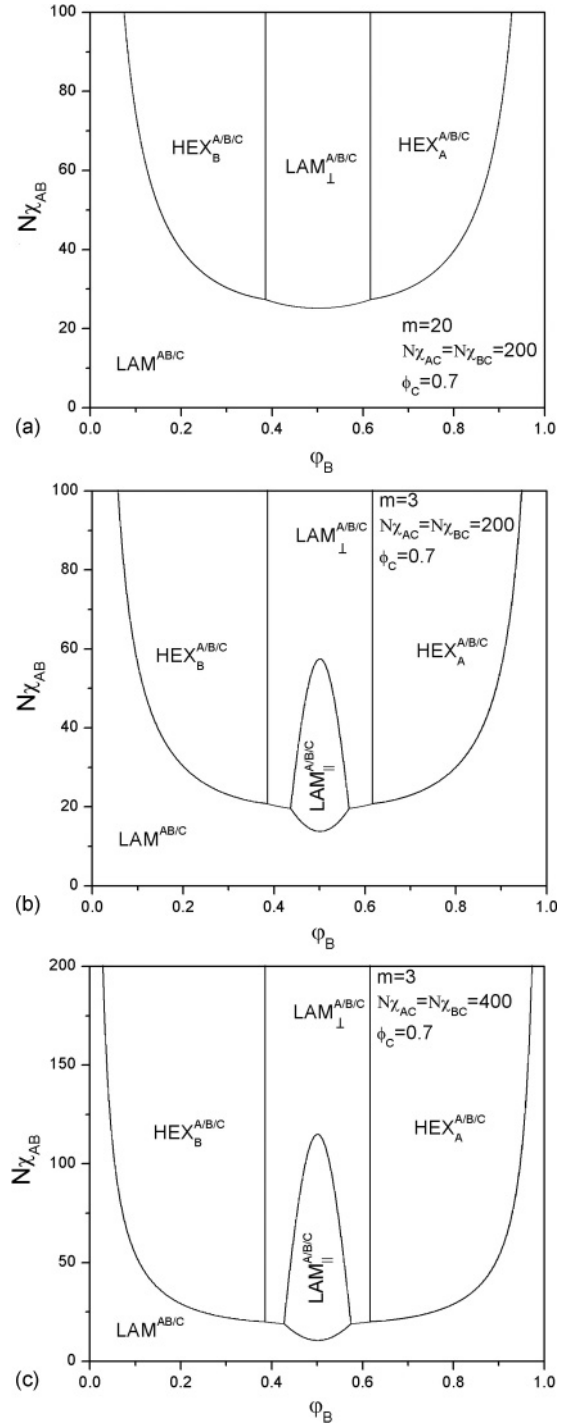 100
80
60
40
20
0
NχAB
HEX_B^A/B/C
LAM_⊥^A/B/C
HEX_A^A/B/C
LAM^AB/C
m=20
Nχ_AC=Nχ_BC=200
ϕ_C=0.7
0.0 0.2 0.4 0.6 0.8 1.0
φ_B
(a)
100
80
60
40
20
0
Nχ_AB
m=3
Nχ_AC=Nχ_BC=200
ϕ_C=0.7
LAM_⊥^A/B/C
HEX_B^A/B/C
HEX_A^A/B/C
LAM_||^A/B/C
LAM^AB/C
0.0 0.2 0.4 0.6 0.8 1.0
φ_B
(b)
200
150
100
50
0
Nχ_AB
m=3
Nχ_AC=Nχ_BC=400
ϕ_C=0.7
LAM_⊥^A/B/C
HEX_B^A/B/C
HEX_A^A/B/C
LAM_||^A/B/C
LAM^AB/C
0.0 0.2 0.4 0.6 0.8 1.0
φ_B
(c)